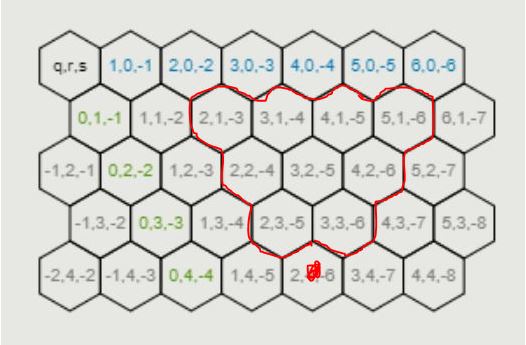 q,r,s 1,0,-1 2,0,-2 3,0,-3 4,0,-4 5,0,-5 6,0,-6
0,1,-1 1,1,-2 2,1,-3 3,1,-4 4,1,-5 5,1,-6 6,1,-7
-1,2,-1 0,2,-2 1,2,-3 2,2,-4 3,2,-5 4,2,-6 5,2,-7
-1,3,-2 0,3,-3 1,3,-4 2,3,-5 3,3,-6 4,3,-7 5,3,-8
-2,4,-2 -1,4,-3 0,4,-4 1,4,-5 2, -6 3,4,-7 4,4,-8